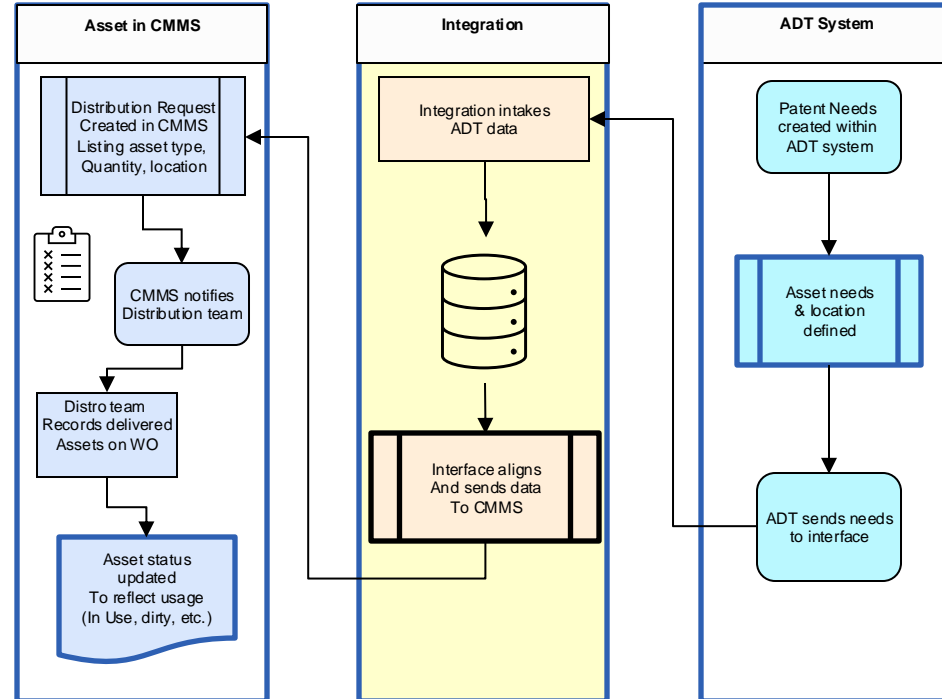 Asset in CMMS
Distribution Request
Created in CMMS
Listing asset type,
Quantity, location
CMMS notifies
Distribution team
Distro team
Records delivered
Assets on WO
Asset status
updated
To reflect usage
(In Use, dirty, etc.)
Integration
Integration intakes
ADT data
Interface aligns
And sends data
To CMMS
ADT System
Patent Needs
created within
ADT system
Asset needs
& location
defined
ADT sends needs
to interface